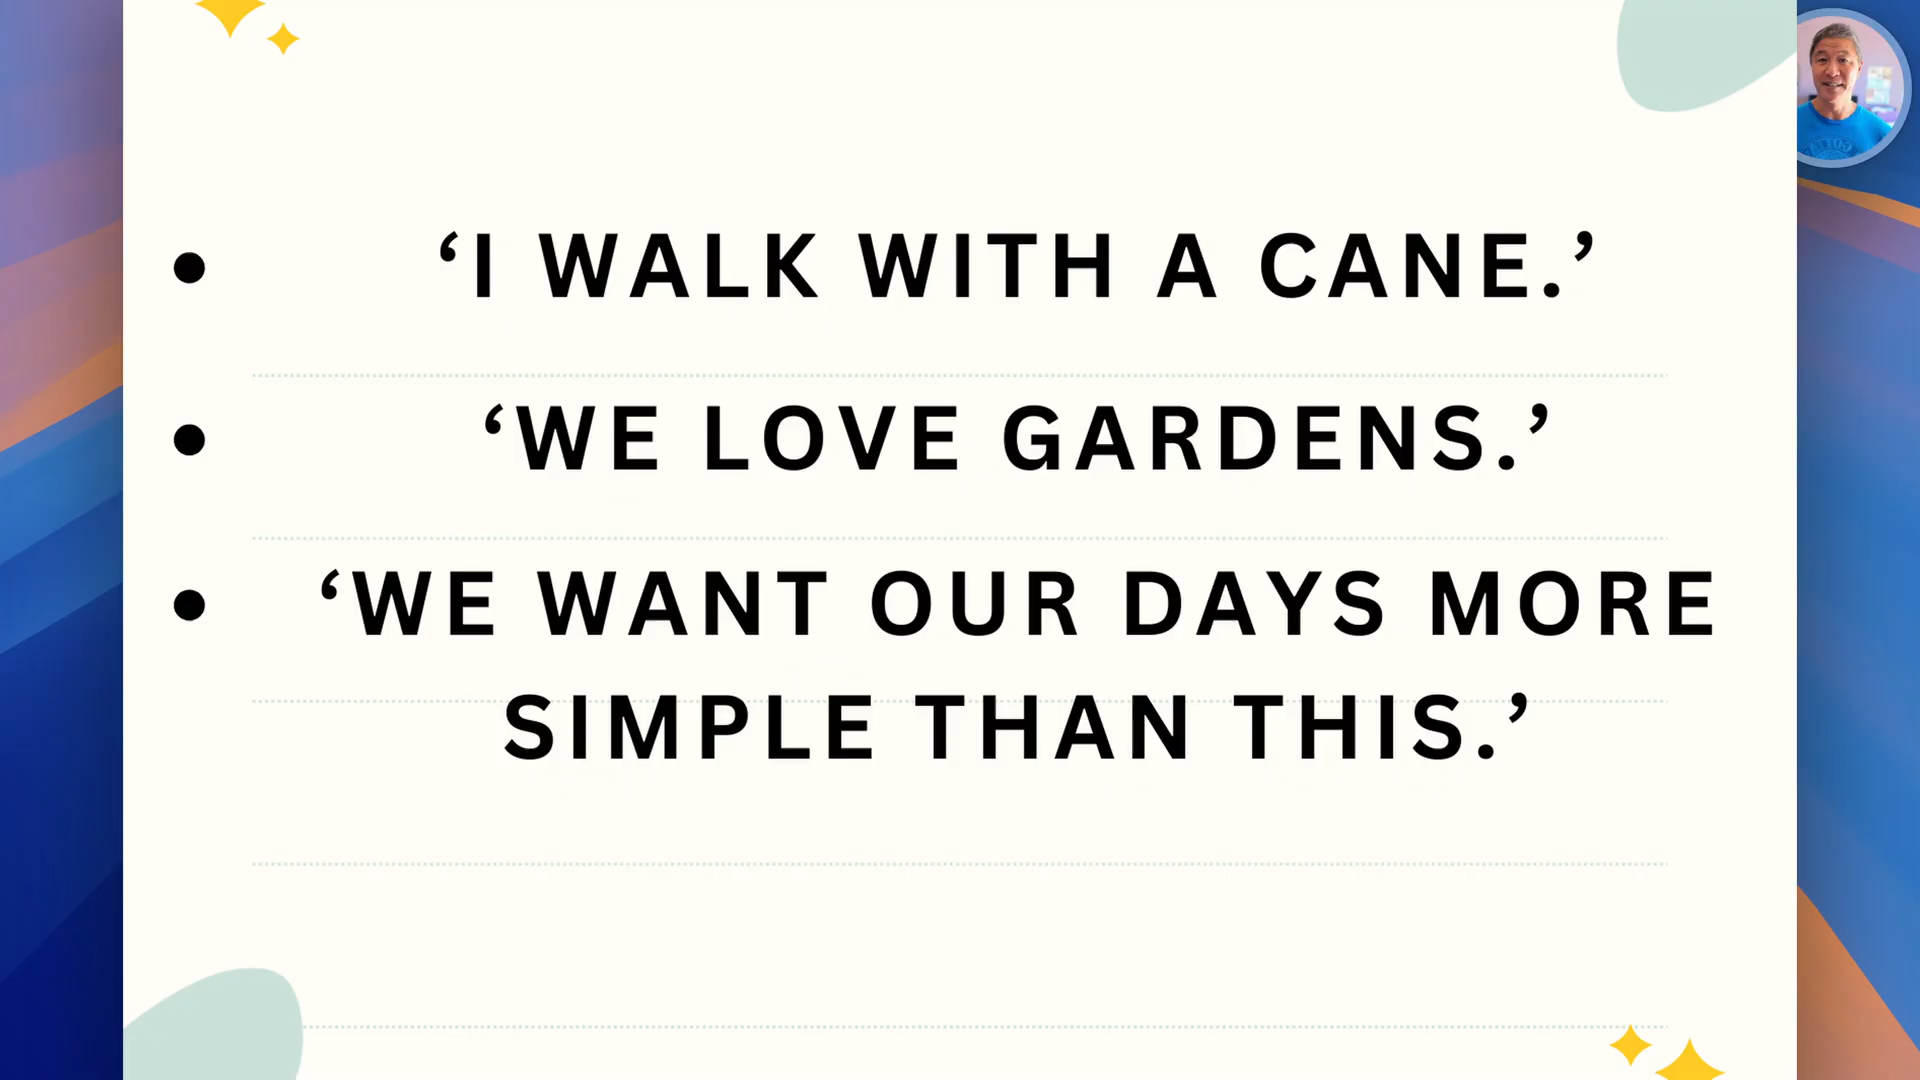 • ‘I WALK WITH A CANE.’
• ‘WE LOVE GARDENS.’
• ‘WE WANT OUR DAYS MORE
SIMPLE THAN THIS.’